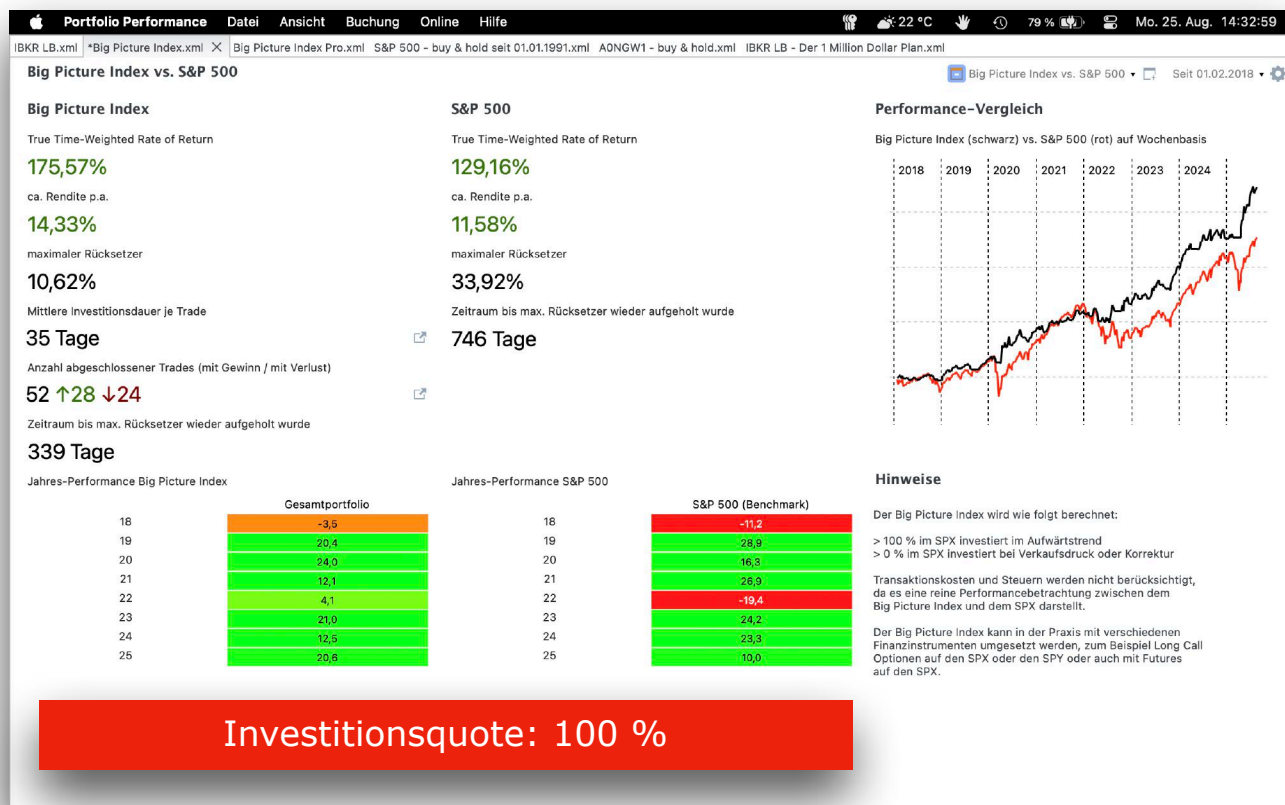 Portfolio Performance Datei Ansicht Buchung Online Hilfe 22 °C 79 % Mo. 25. Aug. 14:32:59
IBKR LB.xml *Big Picture Index.xml Big Picture Index Pro.xml S&P 500 - buy & hold seit 01.01.1991.xml A0NGW1 - buy & hold.xml IBKR LB - Der 1 Million Dollar Plan.xml
Big Picture Index vs. S&P 500
Big Picture Index vs. S&P 500 Seit 01.02.2018
Big Picture Index
True Time-Weighted Rate of Return
175,57%
ca. Rendite p.a.
14,33%
maximaler Rücksetzer
10,62%
Mittlere Investitionsdauer je Trade
35 Tage
Anzahl abgeschlossener Trades (mit Gewinn / mit Verlust)
52 ↑28 ↓24
Zeitraum bis max. Rücksetzer wieder aufgeholt wurde
339 Tage
S&P 500
True Time-Weighted Rate of Return
129,16%
ca. Rendite p.a.
11,58%
maximaler Rücksetzer
33,92%
Zeitraum bis max. Rücksetzer wieder aufgeholt wurde
746 Tage
Performance-Vergleich
Big Picture Index (schwarz) vs. S&P 500 (rot) auf Wochenbasis
2018 2019 2020 2021 2022 2023 2024
Jahres-Performance Big Picture Index
Gesamtportfolio
18 -3,5
19 20,4
20 24,0
21 12,1
22 4,1
23 21,0
24 12,5
25 20,6
Jahres-Performance S&P 500
S&P 500 (Benchmark)
18 -11,2
19 28,9
20 16,3
21 26,9
22 -19,4
23 24,2
24 23,3
25 10,0
Hinweise
Der Big Picture Index wird wie folgt berechnet:
> 100 % im SPX investiert im Aufwärtstrend
> 0 % im SPX investiert bei Verkaufsdruck oder Korrektur
Transaktionskosten und Steuern werden nicht berücksichtigt,
da es eine reine Performancebetrachtung zwischen dem
Big Picture Index und dem SPX darstellt.
Der Big Picture Index kann in der Praxis mit verschiedenen
Finanzinstrumenten umgesetzt werden, zum Beispiel Long Call
Optionen auf den SPX oder den SPY oder auch mit Futures
auf den SPX.
Investitionsquote: 100 %